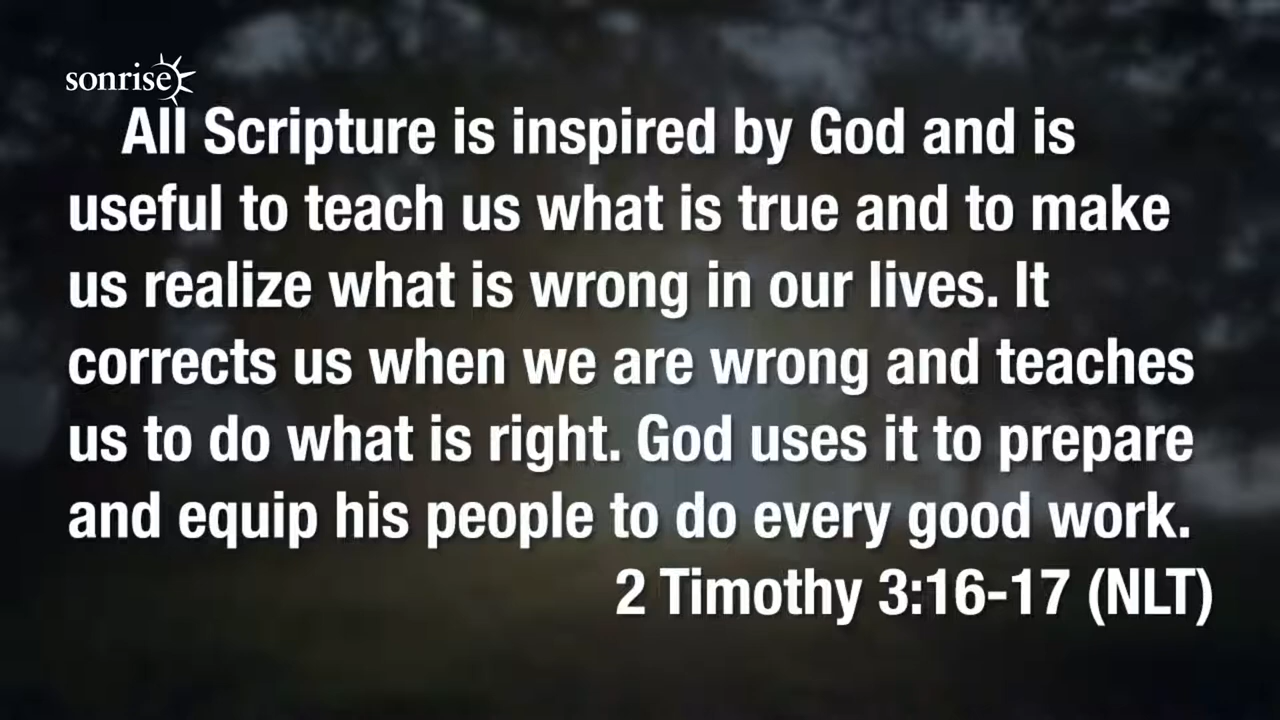 sonrise
All Scripture is inspired by God and is
useful to teach us what is true and to make
us realize what is wrong in our lives. It
corrects us when we are wrong and teaches
us to do what is right. God uses it to prepare
and equip his people to do every good work.
2 Timothy 3:16-17 (NLT)